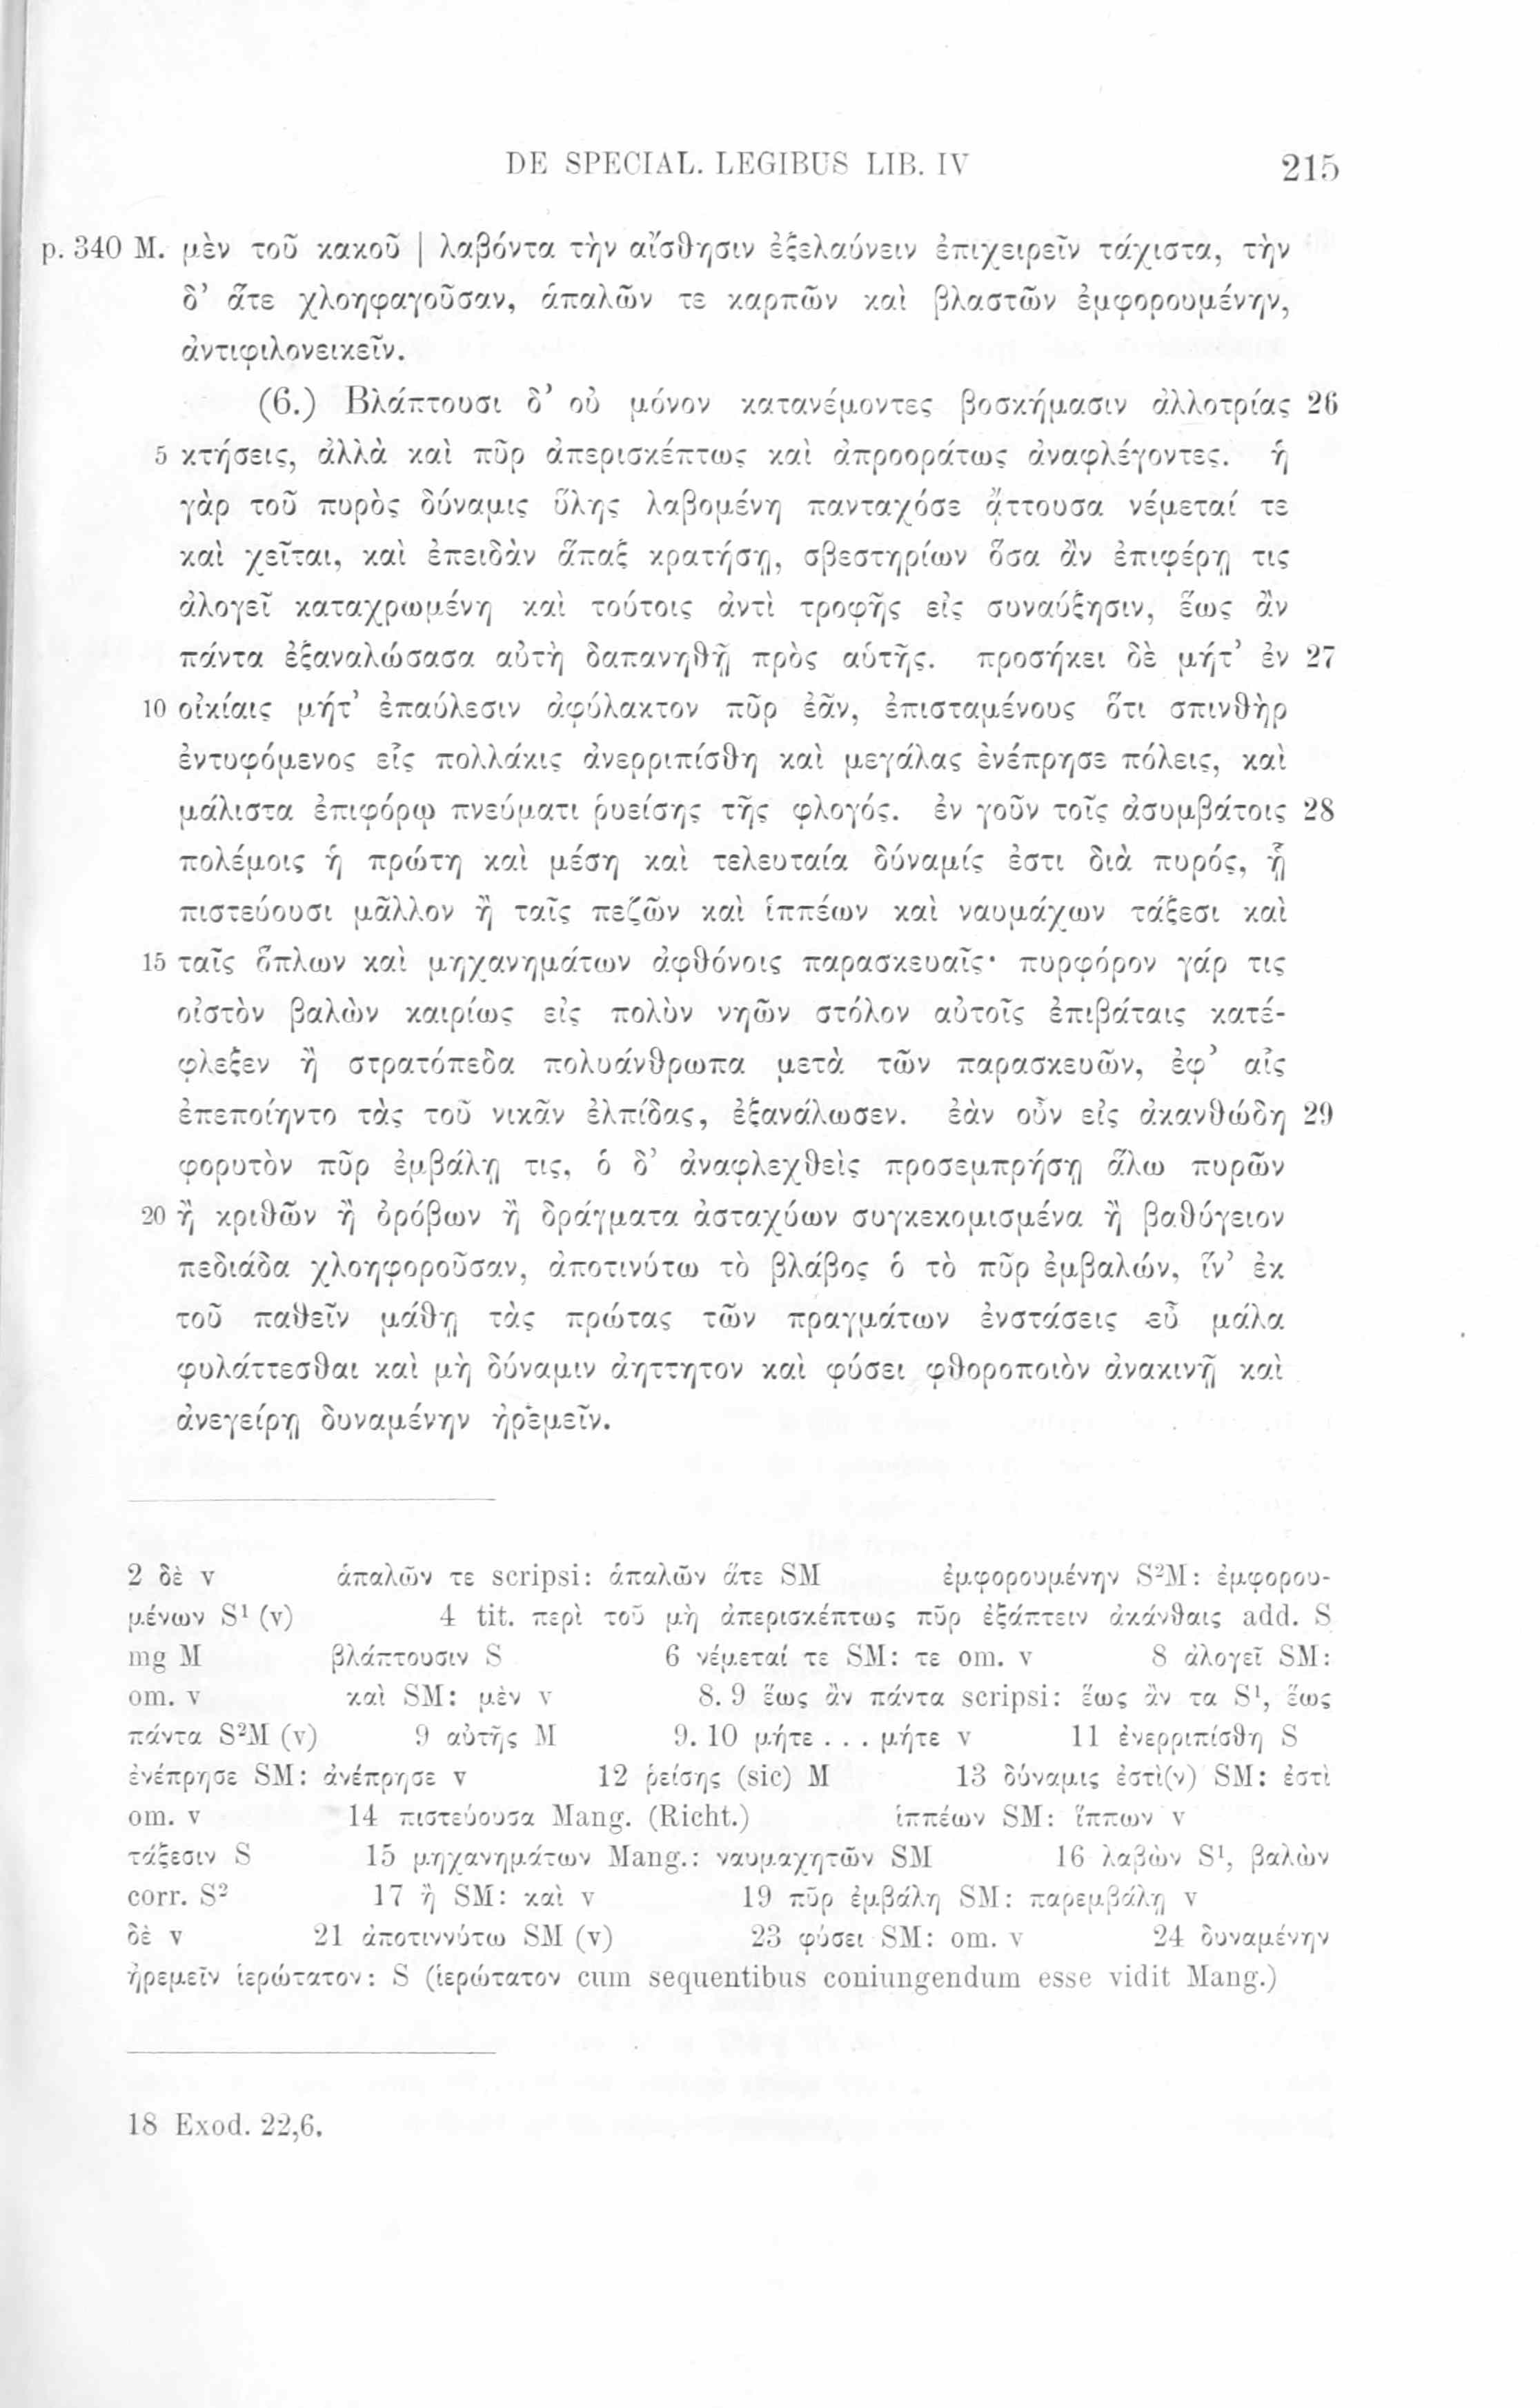 DE SPECIAL. LEGIBUS LIB. IV 215
p. 340 M. μὲν τοῦ κακοῦ | λαβόντα τὴν αἴσθησιν ἐξελαύνειν ἐπιχειρεῖν τάχιστα, τὴν
δ’ ἅτε χλοηφαγοῦσαν, ἁπαλῶν τε καρπῶν καὶ βλαστῶν ἐμφορουμένην,
ἀντιφιλονεικεῖν.
(6.) Βλάπτουσι δ’ οὐ μόνον κατανέμοντες βοσκήμασιν ἀλλοτρίας 26
5 κτήσεις, ἀλλὰ καὶ πῦρ ἀπερισκέπτως καὶ ἀπροοράτως ἀναφλέγοντες. ἡ
γὰρ τοῦ πυρὸς δύναμις ὕλης λαβομένη πανταχόσε ᾄττουσα νέμεταί τε
καὶ χεῖται, καὶ ἐπειδὰν ἅπαξ κρατήσῃ, σβεστηρίων ὅσα ἂν ἐπιφέρῃ τις
ἀλογεῖ καταχρωμένη καὶ τούτοις ἀντὶ τροφῆς εἰς συναύξησιν, ἕως ἂν
πάντα ἐξαναλώσασα αὐτὴ δαπανηθῇ πρὸς αὑτῆς. προσήκει δὲ μήτ’ ἐν 27
10 οἰκίαις μήτ’ ἐπαύλεσιν ἀφύλακτον πῦρ ἐᾶν, ἐπισταμένους ὅτι σπινθὴρ
ἐντυφόμενος εἷς πολλάκις ἀνερριπίσθη καὶ μεγάλας ἐνέπρησε πόλεις, καὶ
μάλιστα ἐπιφόρῳ πνεύματι ῥυείσης τῆς φλογός. ἐν γοῦν τοῖς ἀσυμβάτοις 28
πολέμοις ἡ πρώτη καὶ μέση καὶ τελευταία δύναμίς ἐστι διὰ πυρός, ᾗ
πιστεύουσι μᾶλλον ἢ ταῖς πεζῶν καὶ ἱππέων καὶ ναυμάχων τάξεσι καὶ
15 ταῖς ὅπλων καὶ μηχανημάτων ἀφθόνοις παρασκευαῖς· πυρφόρον γάρ τις
οἰστὸν βαλὼν καιρίως εἰς πολὺν νηῶν στόλον αὐτοῖς ἐπιβάταις κατέ-
φλεξεν ἢ στρατόπεδα πολυάνθρωπα μετὰ τῶν παρασκευῶν, ἐφ’ αἷς
ἐπεποίηντο τὰς τοῦ νικᾶν ἐλπίδας, ἐξανάλωσεν. ἐὰν οὖν εἰς ἀκανθώδη 29
φορυτὸν πῦρ ἐμβάλῃ τις, ὁ δ’ ἀναφλεχθεὶς προσεμπρήσῃ ἅλω πυρῶν
20 ἢ κριθῶν ἢ ὀρόβων ἢ δράγματα ἀσταχύων συγκεκομισμένα ἢ βαθύγειον
πεδιάδα χλοηφοροῦσαν, ἀποτινύτω τὸ βλάβος ὁ τὸ πῦρ ἐμβαλών, ἵν’ ἐκ
τοῦ παθεῖν μάθῃ τὰς πρώτας τῶν πραγμάτων ἐνστάσεις εὖ μάλα
φυλάττεσθαι καὶ μὴ δύναμιν ἀήττητον καὶ φύσει φθοροποιὸν ἀνακινῇ καὶ
ἀνεγείρῃ δυναμένην ἠρεμεῖν.
2 δὲ v ἁπαλῶν τε scripsi: ἁπαλῶν ἅτε SM ἐμφορουμένην S²M: ἐμφορου-
μένων S¹ (v) 4 tit. περὶ τοῦ μὴ ἀπερισκέπτως πῦρ ἐξάπτειν ἀκάνθαις add. S
mg M βλάπτουσιν S 6 νέμεταί τε SM: τε om. v 8 ἀλογεῖ SM:
om. v καὶ SM: μὲν v 8. 9 ἕως ἂν πάντα scripsi: ἕως ἂν τα S¹, ἕως
πάντα S²M (v) 9 αὐτῆς M 9. 10 μήτε . . . μήτε v 11 ἐνερριπίσθη S
ἐνέπρησε SM: ἀνέπρησε v 12 ῥείσης (sic) M 13 δύναμις ἐστὶ(ν) SM: ἐστὶ
om. v 14 πιστεύουσα Mang. (Richt.) ἱππέων SM: ἵππων v
τάξεσιν S 15 μηχανημάτων Mang.: ναυμαχητῶν SM 16 λαβὼν S¹, βαλὼν
corr. S² 17 ἢ SM: καὶ v 19 πῦρ ἐμβάλη SM: παρεμβάλῃ v
δὲ v 21 ἀποτιννύτω SM (v) 23 φύσει SM: om. v 24 δυναμένην
ἠρεμεῖν ἱερώτατον: S (ἱερώτατον cum sequentibus coniungendum esse vidit Mang.)
18 Exod. 22,6.